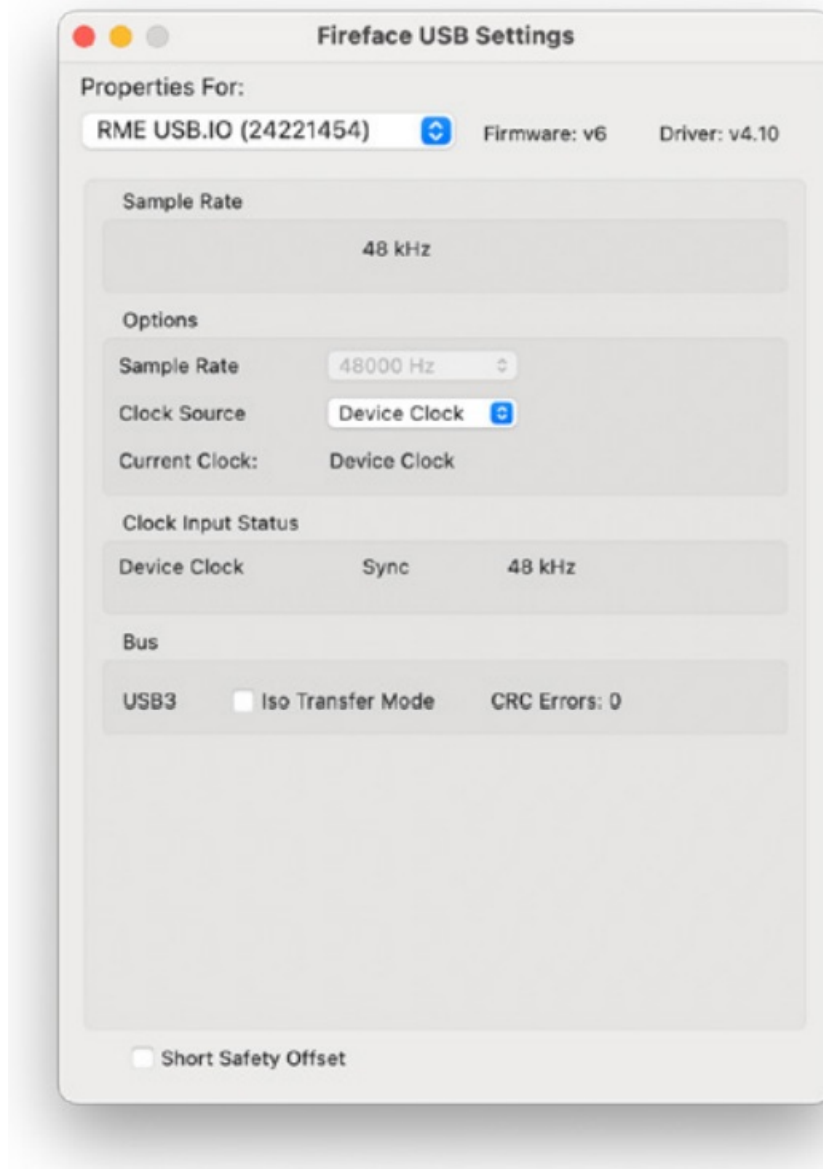 Fireface USB Settings
Properties For:
RME USB.IO (24221454) Firmware: v6 Driver: v4.10
Sample Rate
48 kHz
Options
Sample Rate 48000 Hz
Clock Source Device Clock
Current Clock: Device Clock
Clock Input Status
Device Clock Sync 48 kHz
Bus
USB3 Iso Transfer Mode CRC Errors: 0
Short Safety Offset